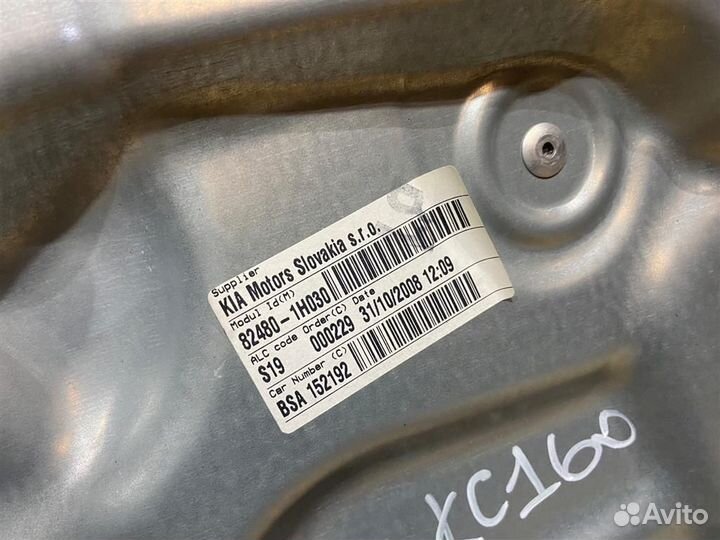 Supplier
KIA Motors Slovakia s.r.o.
Modul Id(M)
82480-1H030
ALC code Order(C) Date
S19 000229 31/10/2008 12:09
Car Number (C)
BSA 152192
KC160
Avito